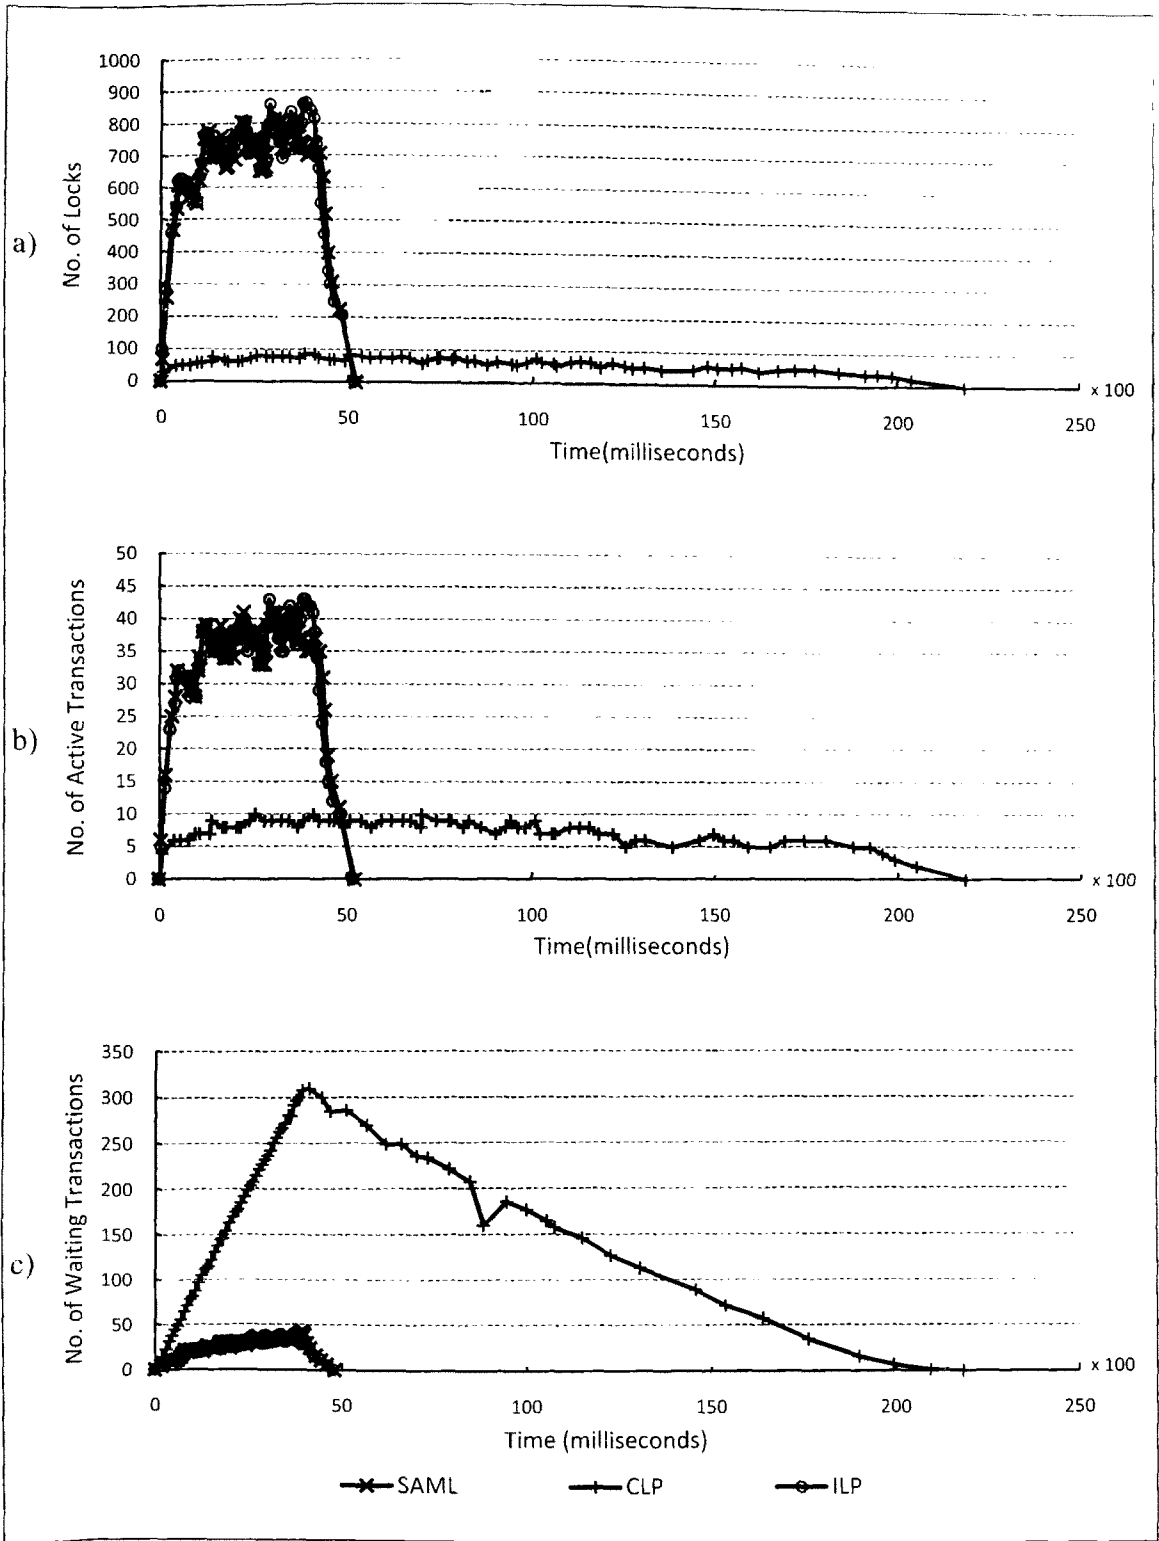 a)
No. of Locks
1000
900
800
700
600
500
400
300
200
100
0
0 50 100 150 200 250
x 100
Time(milliseconds)
b)
No. of Active Transactions
50
45
40
35
30
25
20
15
10
5
0
0 50 100 150 200 250
x 100
Time(milliseconds)
c)
No. of Waiting Transactions
350
300
250
200
150
100
50
0
0 50 100 150 200 250
x 100
Time (milliseconds)
SAML CLP ILP